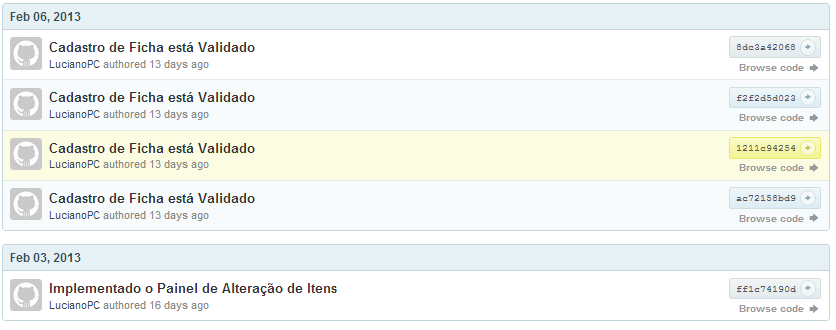 Feb 06, 2013
Cadastro de Ficha está Validado
8dc3a42068
LucianoPC authored 13 days ago
Browse code
Cadastro de Ficha está Validado
f2f2d5d023
LucianoPC authored 13 days ago
Browse code
Cadastro de Ficha está Validado
1211c94254
LucianoPC authored 13 days ago
Browse code
Cadastro de Ficha está Validado
ac72158bd9
LucianoPC authored 13 days ago
Browse code
Feb 03, 2013
Implementado o Painel de Alteração de Itens
ff1c74190d
LucianoPC authored 16 days ago
Browse code